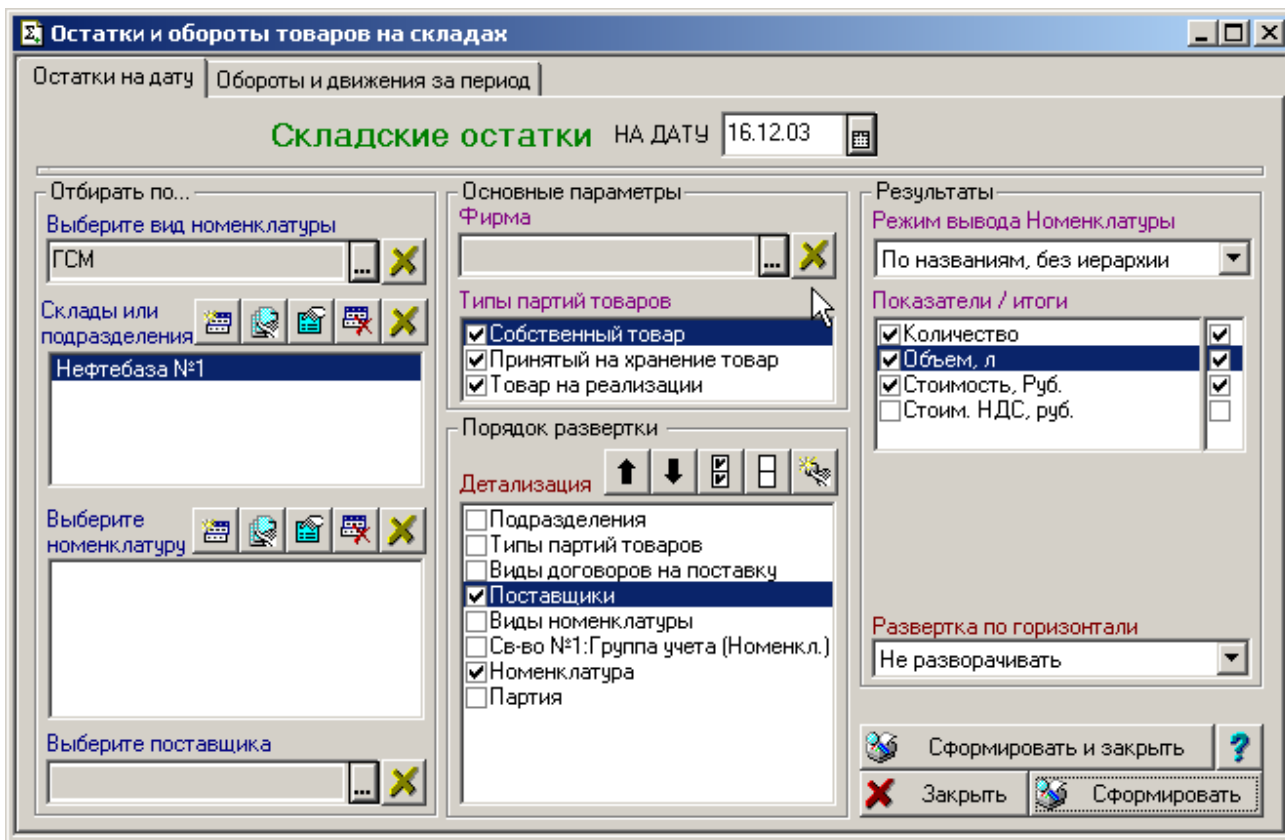 Остатки и обороты товаров на складах
Остатки на дату
Обороты и движения за период
Складские остатки НА ДАТУ 16.12.03
Отбирать по...
Выберите вид номенклатуры
ГСМ
...
Склады или
подразделения
Нефтебаза №1
Выберите
номенклатуру
Выберите поставщика
...
Основные параметры
Фирма
...
Типы партий товаров
Собственный товар
Принятый на хранение товар
Товар на реализации
Порядок развертки
Детализация
Подразделения
Типы партий товаров
Виды договоров на поставку
Поставщики
Виды номенклатуры
Св-во №1:Группа учета (Номенкл.)
Номенклатура
Партия
Результаты
Режим вывода Номенклатуры
По названиям, без иерархии
Показатели / итоги
Количество
Объем, л
Стоимость, Руб.
Стоим. НДС, руб.
Развертка по горизонтали
Не разворачивать
Сформировать и закрыть
?
Закрыть
Сформировать